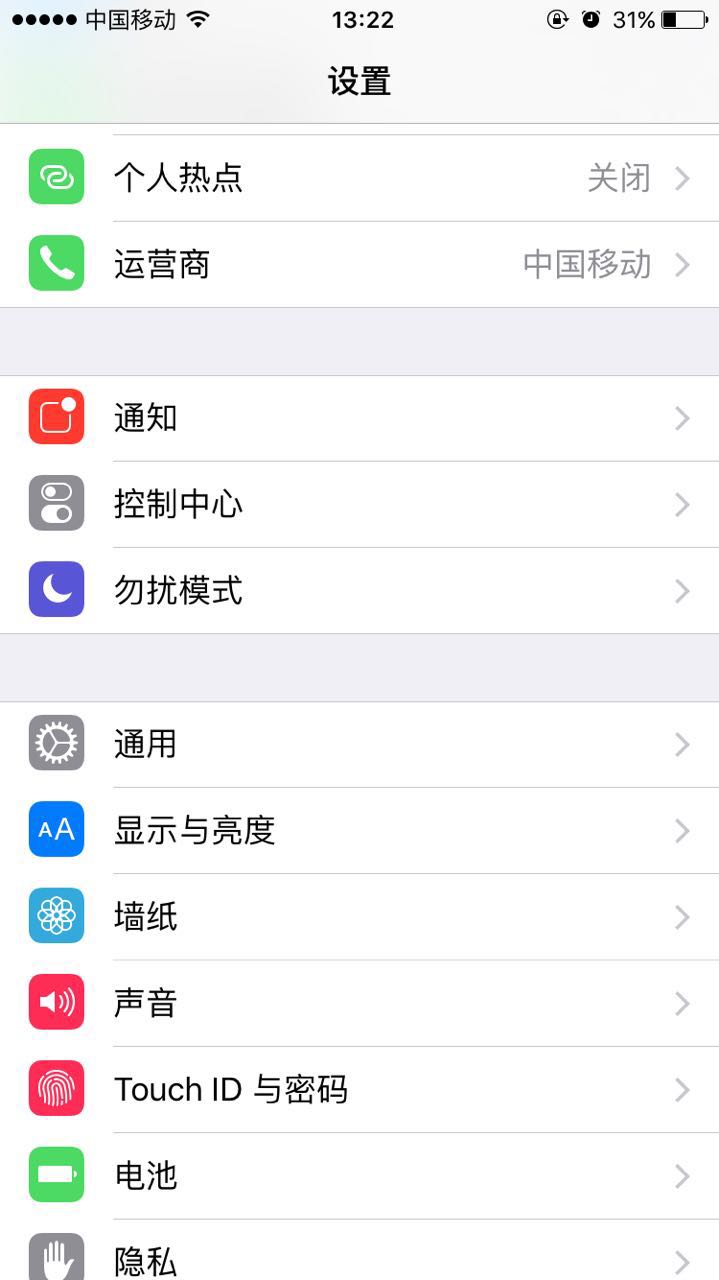 中国移动 13:22 31%
设置
个人热点 关闭
运营商 中国移动
通知
控制中心
勿扰模式
通用
AA 显示与亮度
墙纸
声音
Touch ID 与密码
电池
隐私